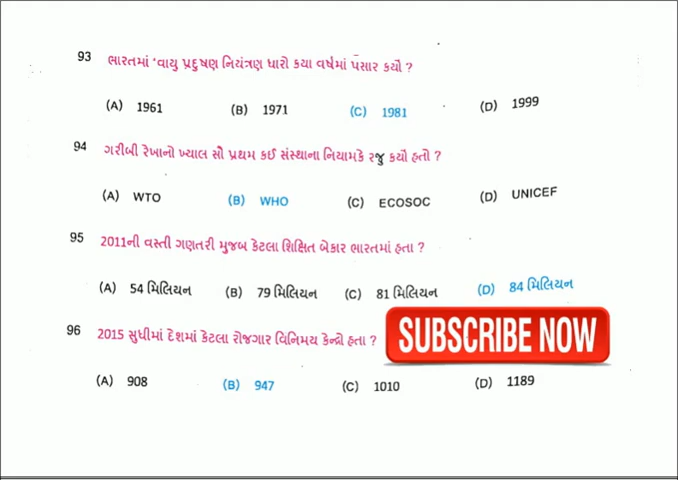 93 ભારતમાં 'વાયુ પ્રદુષણ નિયંત્રણ ધારો કયા વર્ષમાં પસાર કર્યો ?
(A) 1961 (B) 1971 (C) 1981 (D) 1999
94 ગરીબી રેખાનો ખ્યાલ સૌ પ્રથમ કઈ સંસ્થાના નિયામકે રજુ કર્યો હતો ?
(A) WTO (B) WHO (C) ECOSOC (D) UNICEF
95 2011ની વસ્તી ગણતરી મુજબ કેટલા શિક્ષિત બેકાર ભારતમાં હતા ?
(A) 54 મિલિયન (B) 79 મિલિયન (C) 81 મિલિયન (D) 84 મિલિયન
96 2015 સુધીમાં દેશમાં કેટલા રોજગાર વિનિમય કેન્દ્રો હતા ?
SUBSCRIBE NOW
(A) 908 (B) 947 (C) 1010 (D) 1189